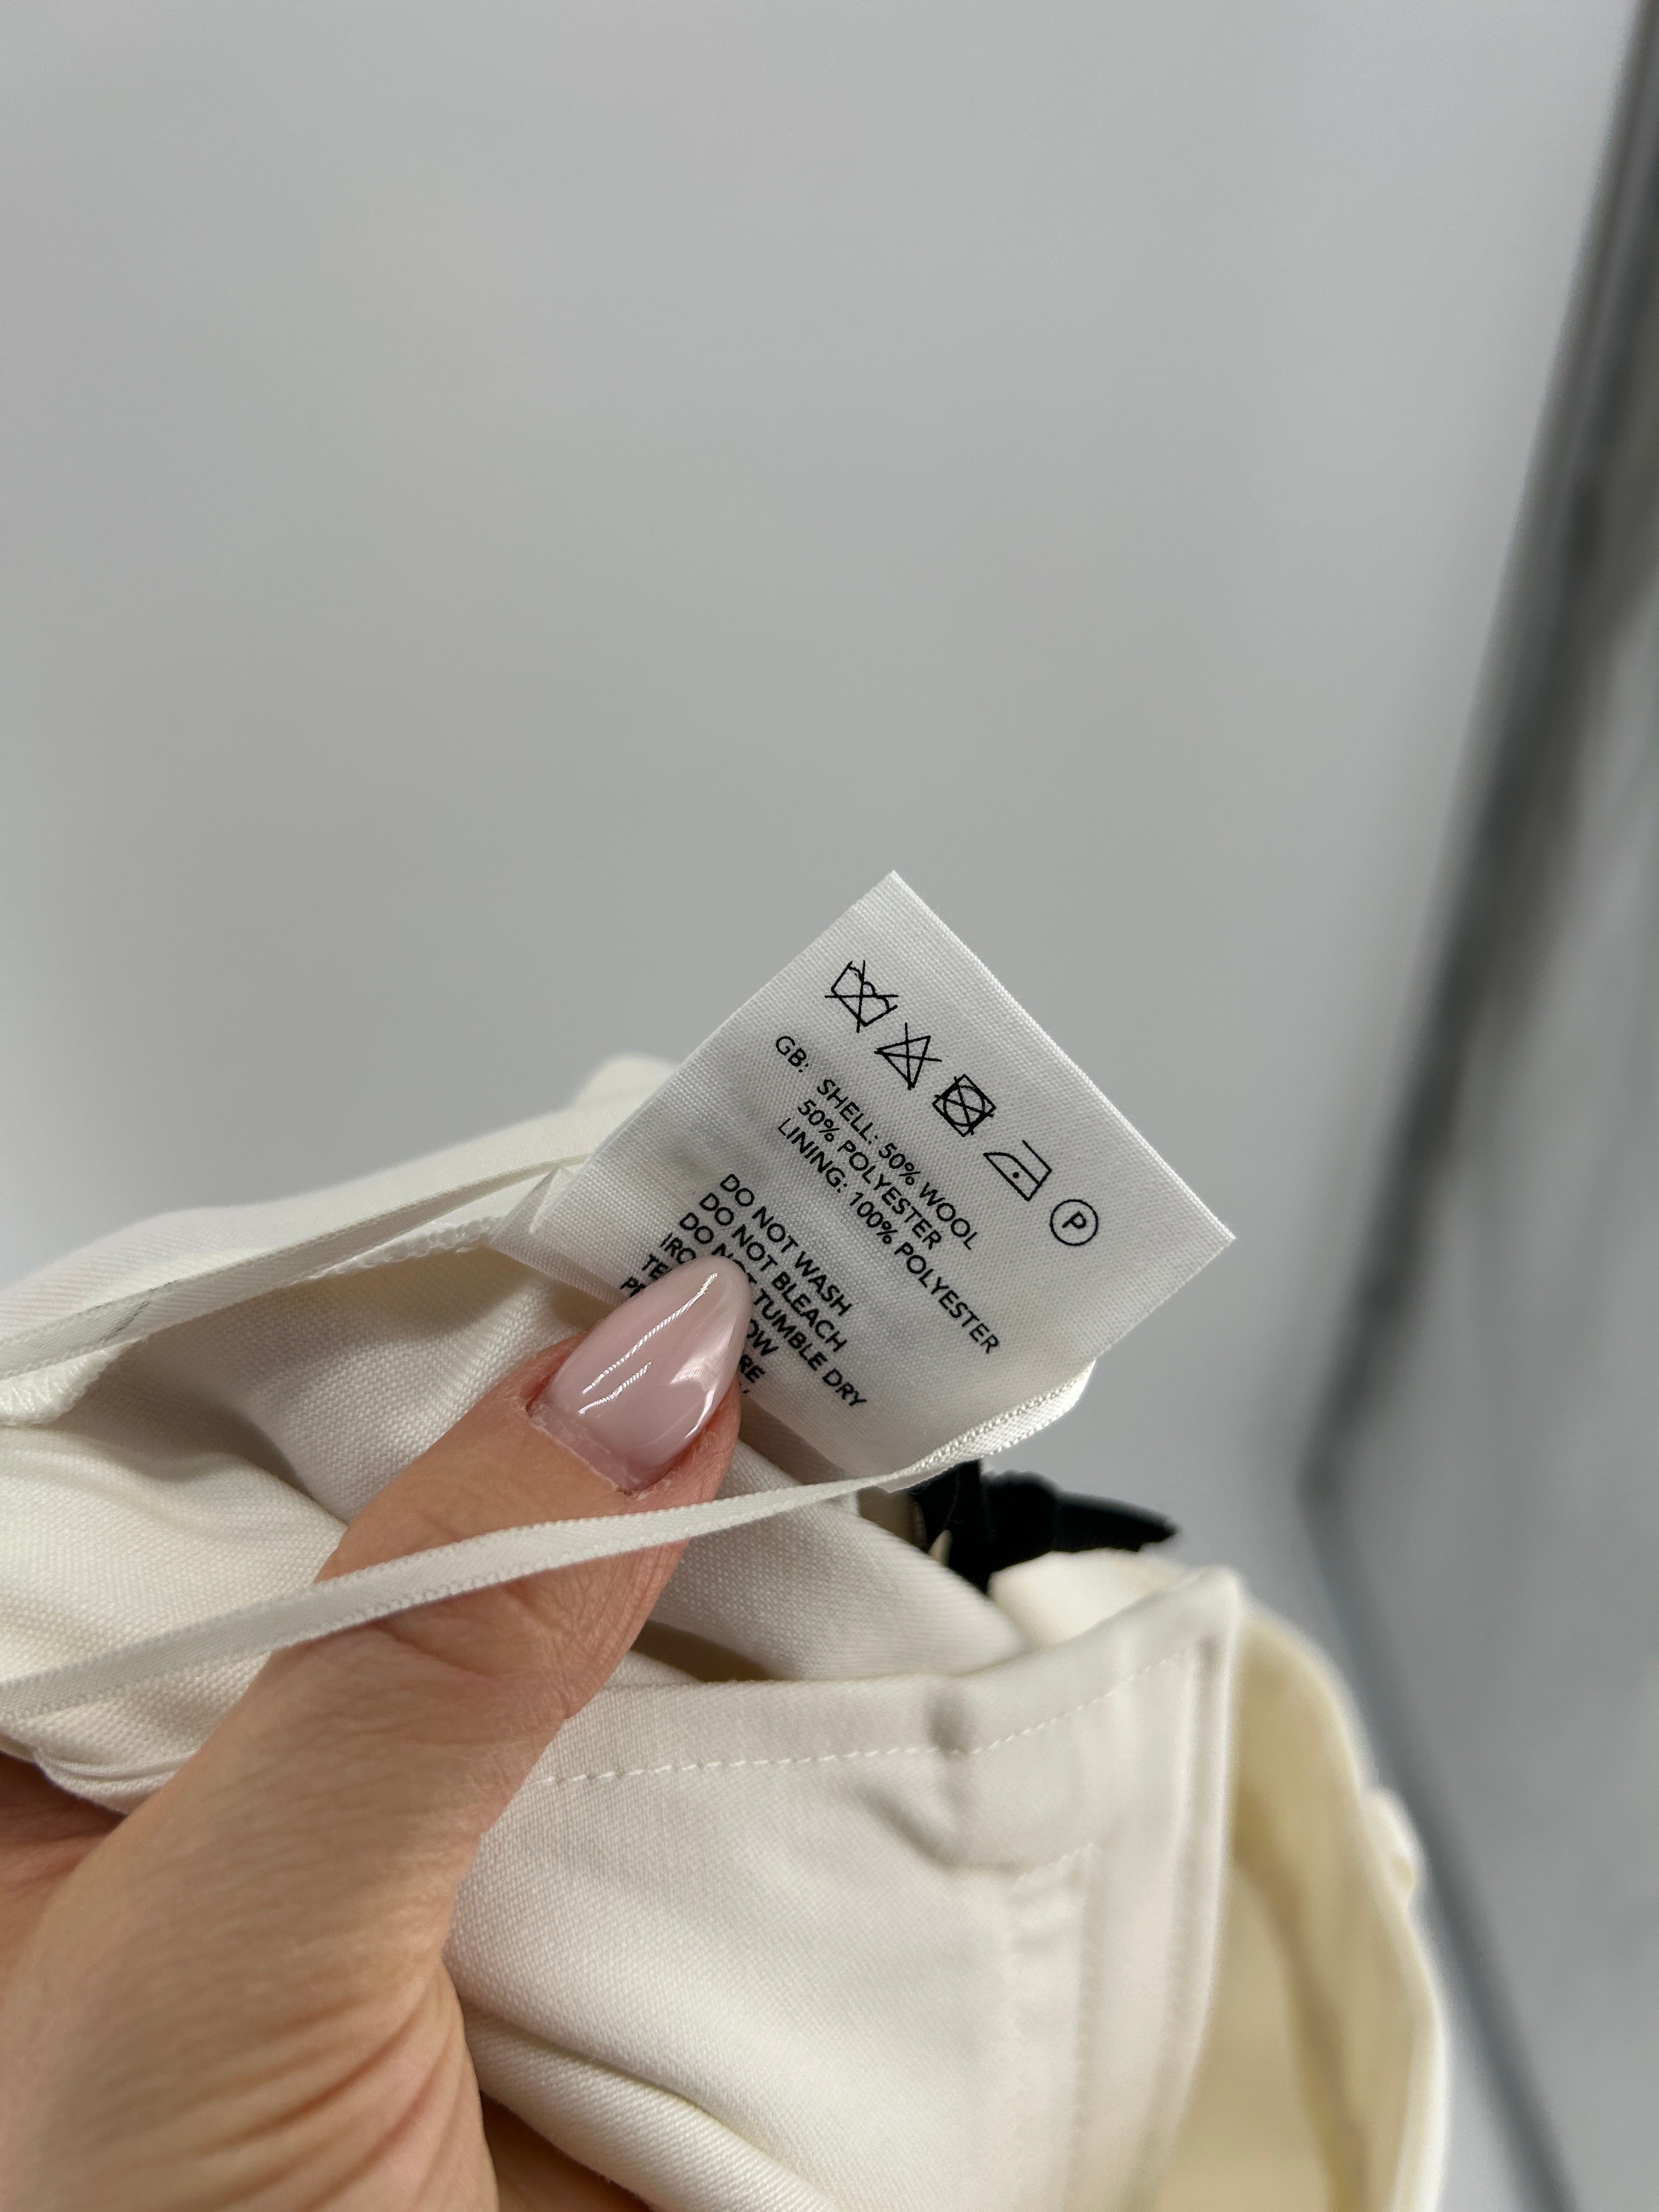 P
GB: SHELL: 50% WOOL
50% POLYESTER
LINING: 100% POLYESTER
DO NOT WASH
DO NOT BLEACH
DO NOT TUMBLE DRY